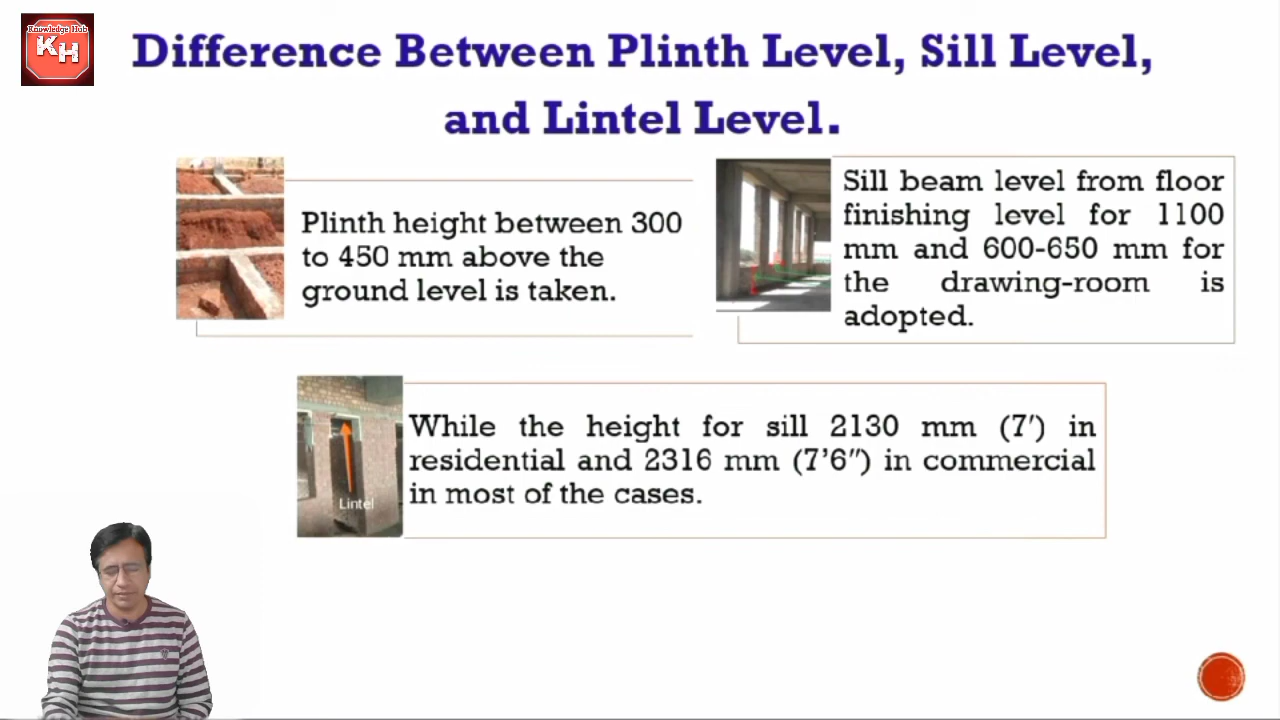 Knowledge Hub
KH
Difference Between Plinth Level, Sill Level,
and Lintel Level.
Plinth height between 300
to 450 mm above the
ground level is taken.
Sill beam level from floor
finishing level for 1100
mm and 600-650 mm for
the drawing-room is
adopted.
While the height for sill 2130 mm (7′) in
residential and 2316 mm (7’6″) in commercial
in most of the cases.
Lintel